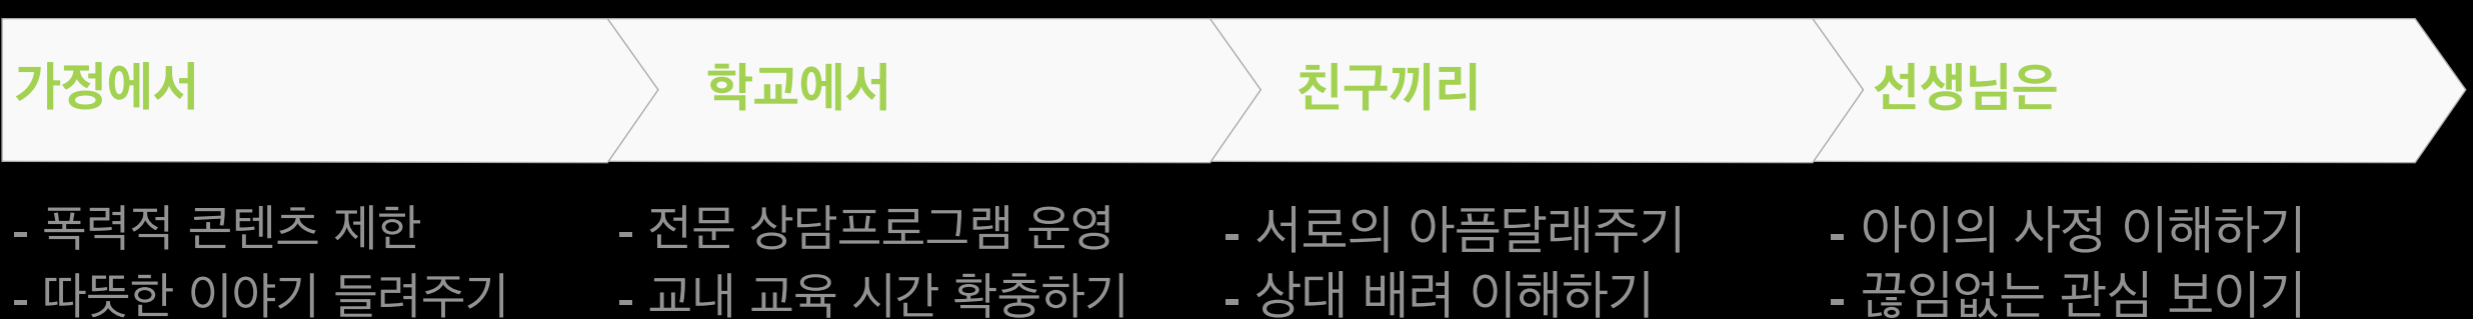 가정에서
- 폭력적 콘텐츠 제한
- 따뜻한 이야기 들려주기
학교에서
- 전문 상담프로그램 운영
- 교내 교육 시간 확충하기
친구끼리
- 서로의 아픔달래주기
- 상대 배려 이해하기
선생님은
- 아이의 사정 이해하기
- 끊임없는 관심 보이기